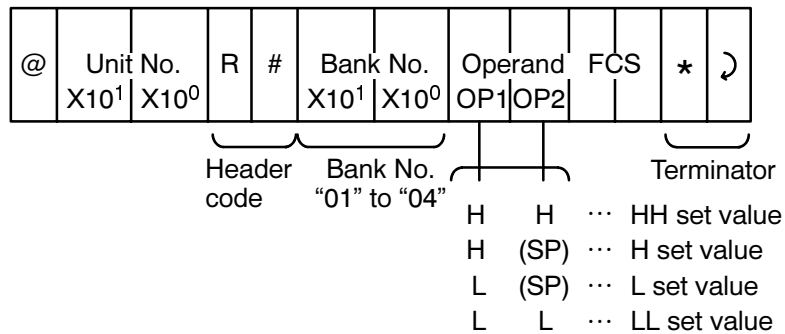 @ Unit No. R # Bank No. Operand FCS * ⤸
X10¹ X10⁰ X10¹ X10⁰ OP1 OP2
Header Bank No. Terminator
code “01” to “04”
H H ⋯ HH set value
H (SP) ⋯ H set value
L (SP) ⋯ L set value
L L ⋯ LL set value